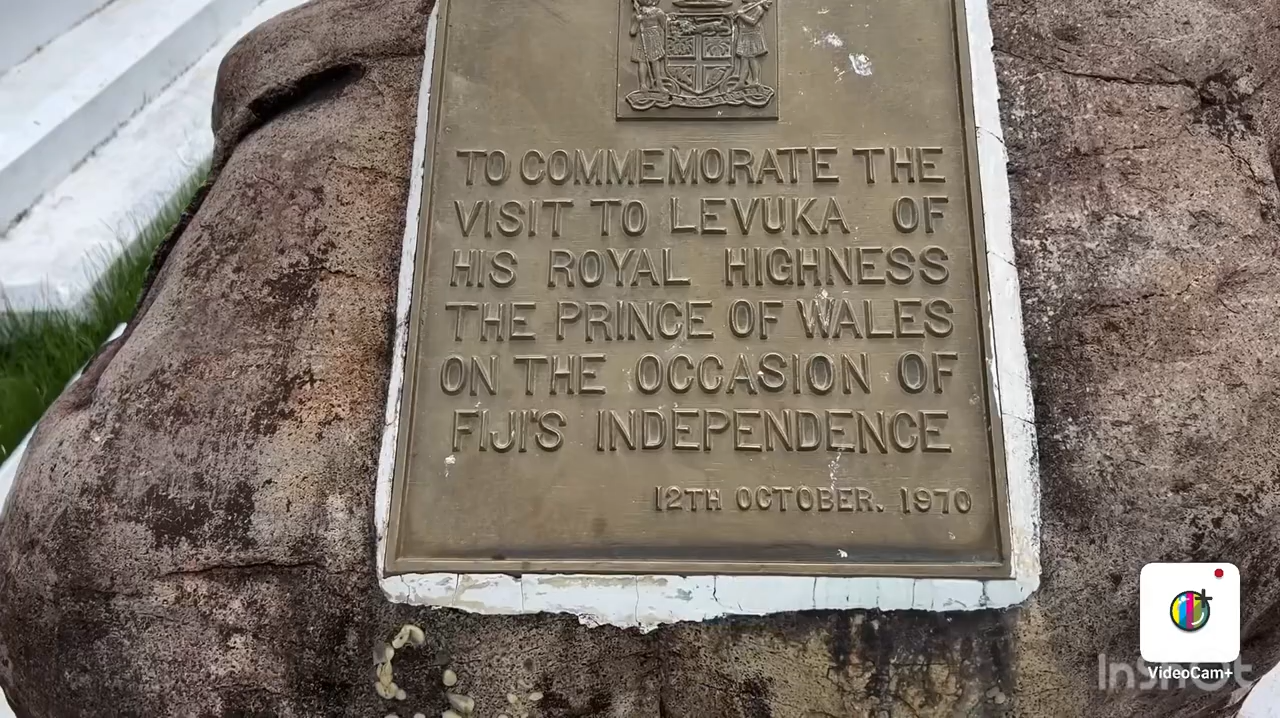 TO COMMEMORATE THE
VISIT TO LEVUKA OF
HIS ROYAL HIGHNESS
THE PRINCE OF WALES
ON THE OCCASION OF
FIJI'S INDEPENDENCE
12TH OCTOBER. 1970
InShot
VideoCam+